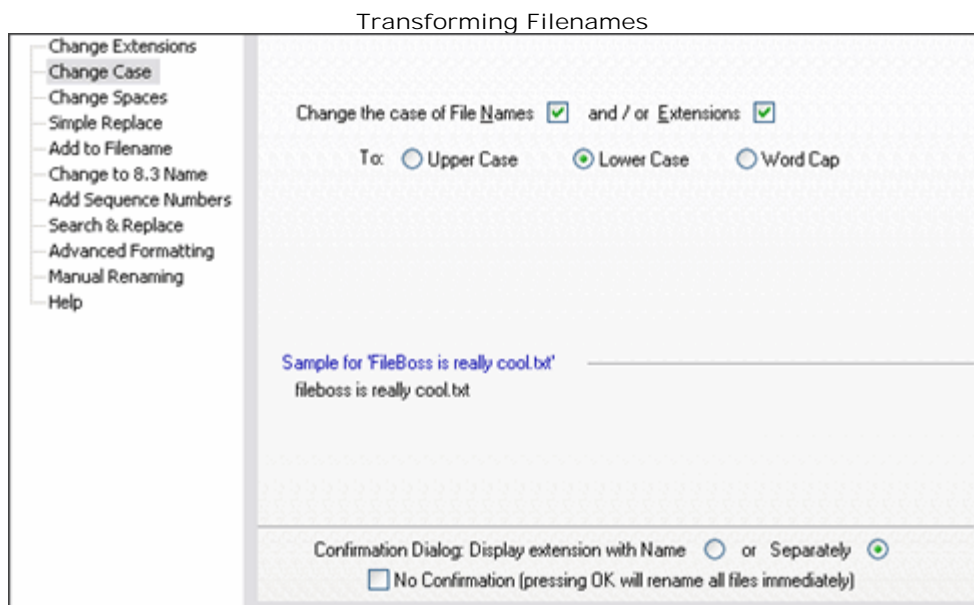 Transforming Filenames
Change Extensions
Change Case
Change Spaces
Simple Replace
Add to Filename
Change to 8.3 Name
Add Sequence Numbers
Search & Replace
Advanced Formatting
Manual Renaming
Help
Change the case of File Names and / or Extensions
To: Upper Case Lower Case Word Cap
Sample for 'FileBoss is really cool.txt'
fileboss is really cool.txt
Confirmation Dialog: Display extension with Name or Separately
No Confirmation (pressing OK will rename all files immediately)